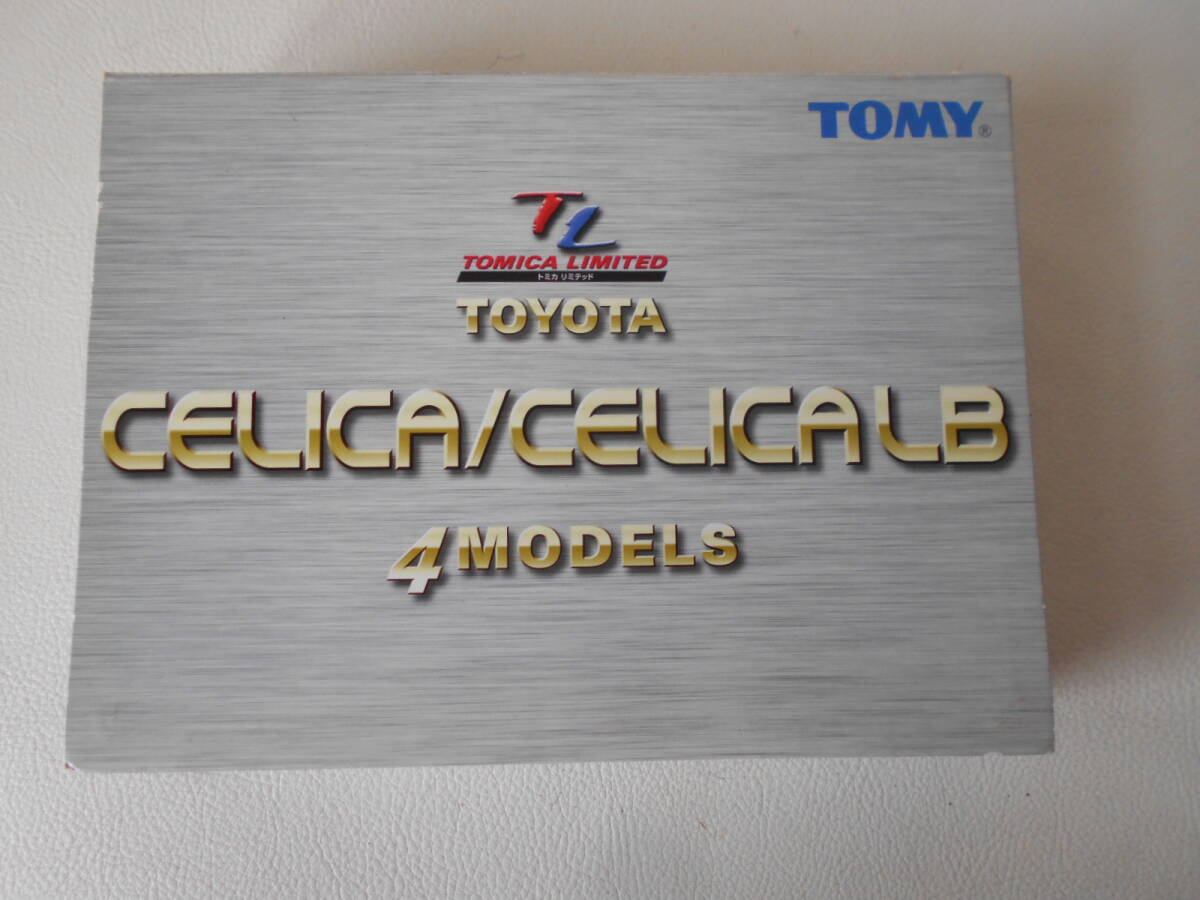 TOMY®
TL
TOMICA LIMITED
トミカ リミテッド
TOYOTA
CELICA/CELICA LB
4 MODELS